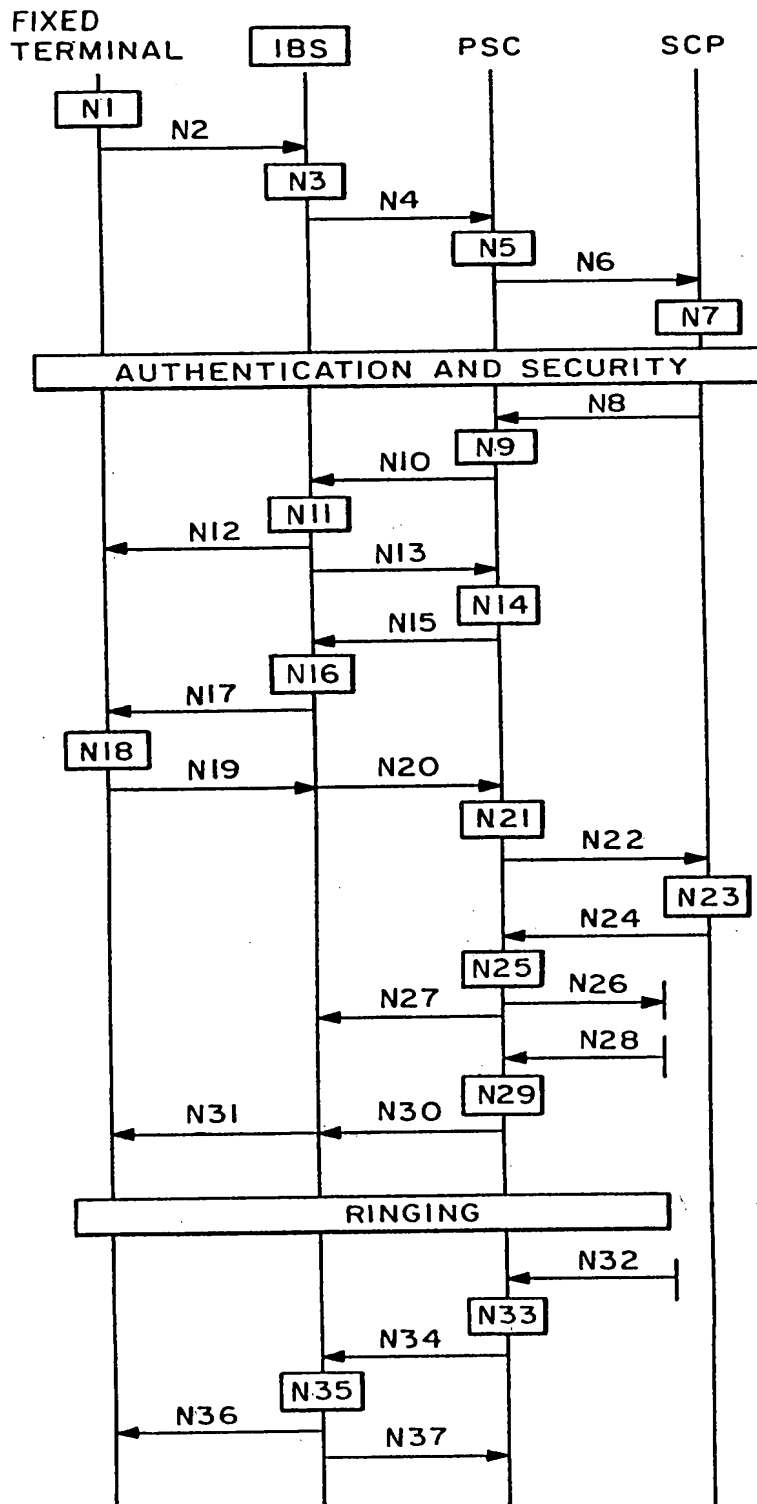 FIXED
TERMINAL
IBS
PSC
SCP
N1
N2
N3
N4
N5
N6
N7
AUTHENTICATION AND SECURITY
N8
N9
N10
N11
N12
N13
N14
N15
N16
N17
N18
N19
N20
N21
N22
N23
N24
N25
N26
N27
N28
N29
N31
N30
RINGING
N32
N33
N34
N35
N36
N37